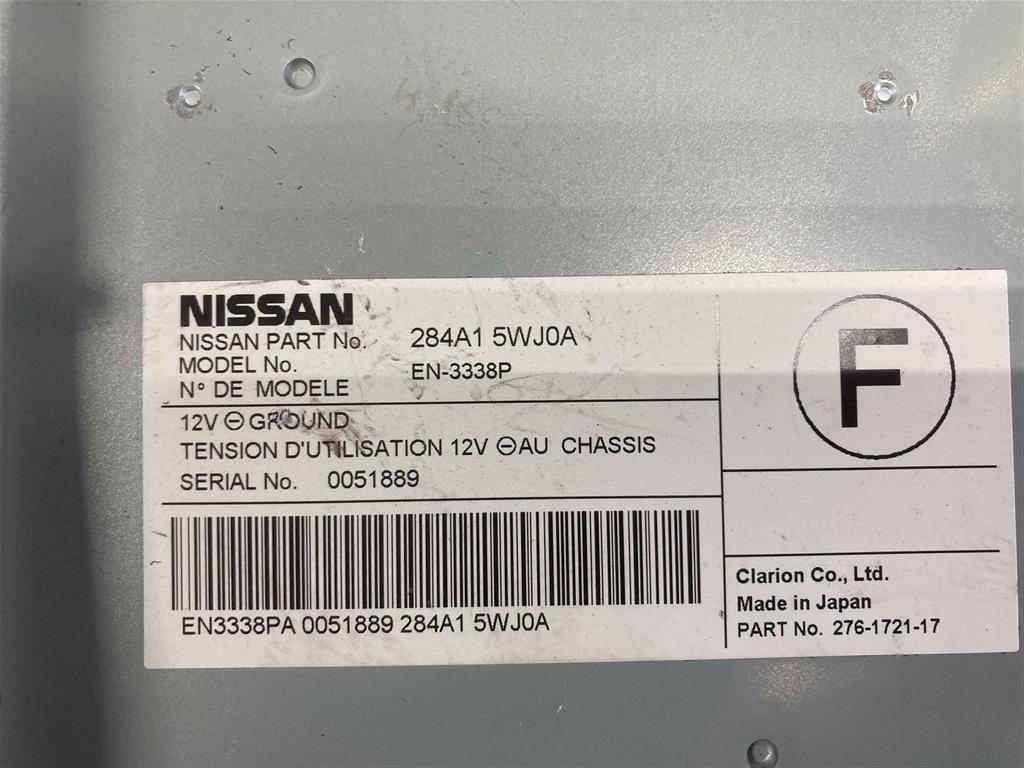 NISSAN
NISSAN PART No. 284A1 5WJ0A
MODEL No. EN-3338P
N° DE MODELE
12V ⊖ GROUND
TENSION D'UTILISATION 12V ⊖ AU CHASSIS
SERIAL No. 0051889
EN3338PA 0051889 284A1 5WJ0A
F
Clarion Co., Ltd.
Made in Japan
PART No. 276-1721-17